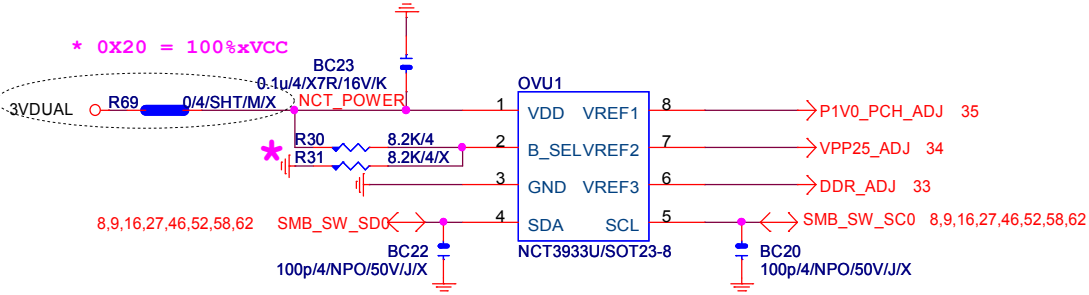 * 0X20 = 100%xVCC
BC23
0.1u/4/X7R/16V/K
OVU1
3VDUAL
R69
0/4/SHT/M/X
NCT_POWER
1
VDD
VREF1
8
P1V0_PCH_ADJ 35
*
R30
8.2K/4
2
B_SEL
VREF2
7
VPP25_ADJ 34
R31
8.2K/4/X
3
GND
VREF3
6
DDR_ADJ 33
8,9,16,27,46,52,58,62
SMB_SW_SD0
4
SDA
SCL
5
SMB_SW_SC0 8,9,16,27,46,52,58,62
BC22
100p/4/NPO/50V/J/X
NCT3933U/SOT23-8
BC20
100p/4/NPO/50V/J/X